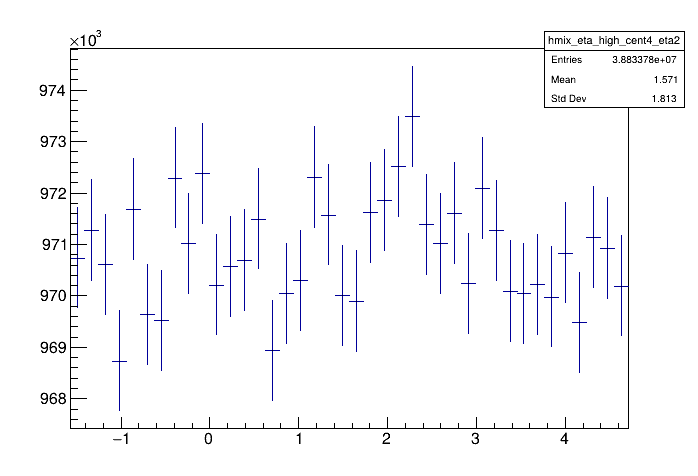 ×10³
hmix_eta_high_cent4_eta2
Entries 3.883378e+07
Mean 1.571
Std Dev 1.813
974
973
972
971
970
969
968
−1 0 1 2 3 4